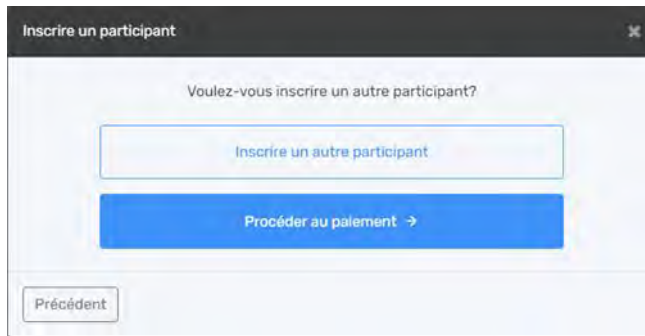 Inscrire un participant
Voulez-vous inscrire un autre participant?
Inscrire un autre participant
Procéder au paiement →
Précédent